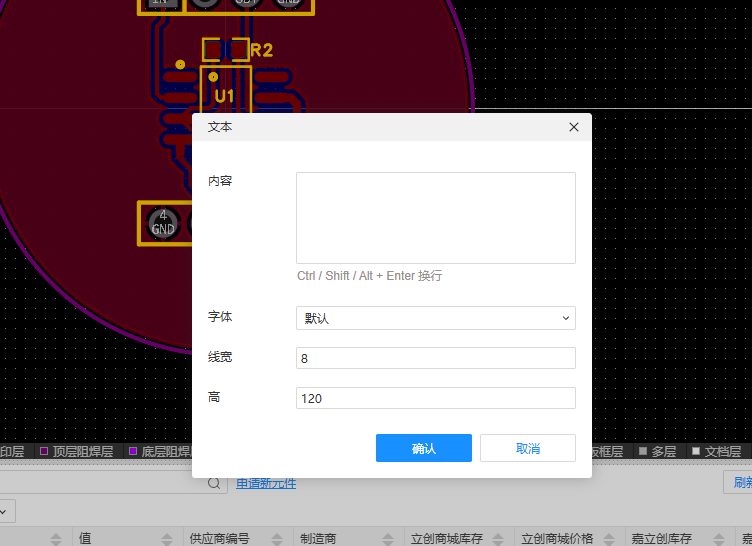 IN
GND
R2
U1
文本
内容
Ctrl / Shift / Alt + Enter 换行
4
GND
字体
默认
线宽
8
高
120
确认
取消
印层
顶层阻焊层
底层阻焊
板框层
多层
文档层
申请新元件
刷新
值
供应商编号
制造商
立创商城库存
立创商城价格
嘉立创库存